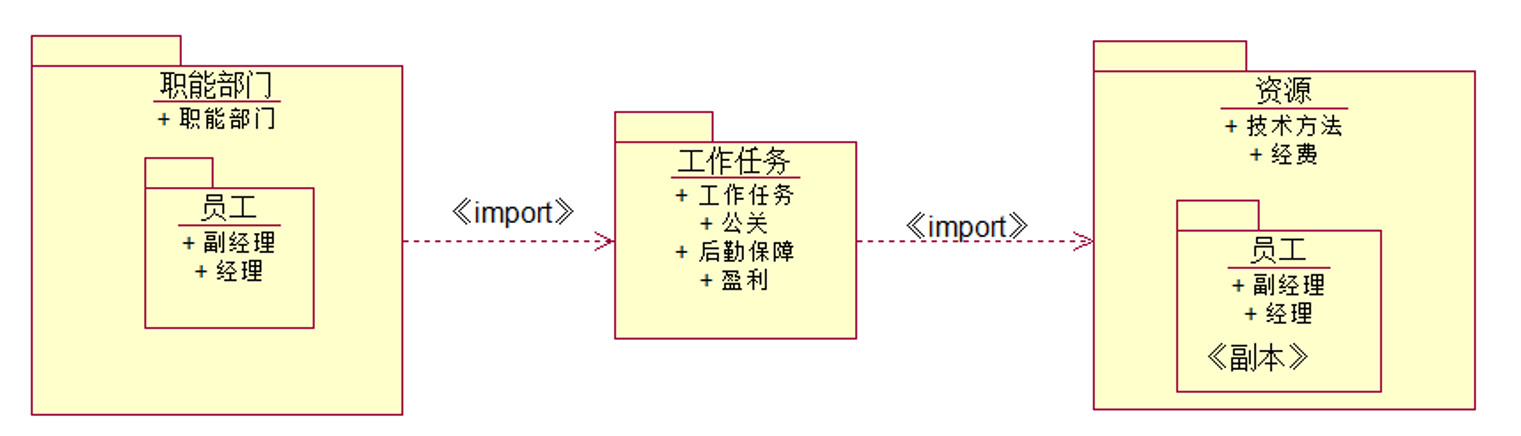 职能部门
+ 职能部门
员工
+ 副经理
+ 经理
《import》
工作任务
+ 工作任务
+ 公关
+ 后勤保障
+ 盈利
《import》
资源
+ 技术方法
+ 经费
员工
+ 副经理
+ 经理
《副本》